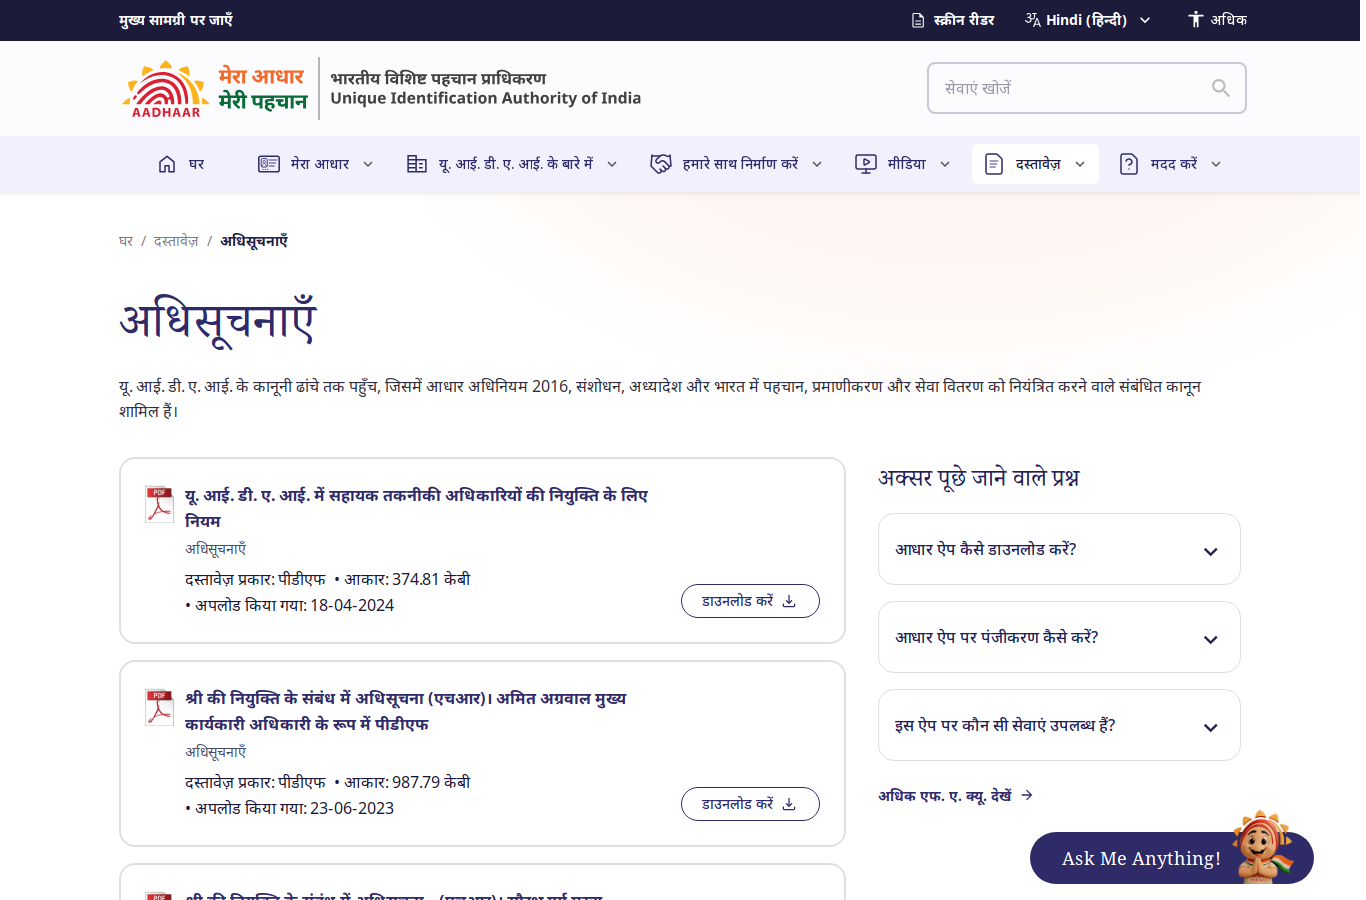 मुख्य सामग्री पर जाएँ
स्क्रीन रीडर
Hindi (हिन्दी)
अधिक
AADHAAR
मेरा आधार
मेरी पहचान
भारतीय विशिष्ट पहचान प्राधिकरण
Unique Identification Authority of India
सेवाएं खोजें
घर
मेरा आधार
यू. आई. डी. ए. आई. के बारे में
हमारे साथ निर्माण करें
मीडिया
दस्तावेज़
मदद करें
घर / दस्तावेज़ / अधिसूचनाएँ
अधिसूचनाएँ
यू. आई. डी. ए. आई. के कानूनी ढांचे तक पहुँच, जिसमें आधार अधिनियम 2016, संशोधन, अध्यादेश और भारत में पहचान, प्रमाणीकरण और सेवा वितरण को नियंत्रित करने वाले संबंधित कानून
शामिल हैं।
PDF
यू. आई. डी. ए. आई. में सहायक तकनीकी अधिकारियों की नियुक्ति के लिए
नियम
अधिसूचनाएँ
दस्तावेज़ प्रकार: पीडीएफ • आकार: 374.81 केबी
• अपलोड किया गया: 18-04-2024
डाउनलोड करें
PDF
श्री की नियुक्ति के संबंध में अधिसूचना (एचआर)। अमित अग्रवाल मुख्य
कार्यकारी अधिकारी के रूप में पीडीएफ
अधिसूचनाएँ
दस्तावेज़ प्रकार: पीडीएफ • आकार: 987.79 केबी
• अपलोड किया गया: 23-06-2023
डाउनलोड करें
PDF
श्री की नियुक्ति के संबंध में अधिसूचना
अक्सर पूछे जाने वाले प्रश्न
आधार ऐप कैसे डाउनलोड करें?
आधार ऐप पर पंजीकरण कैसे करें?
इस ऐप पर कौन सी सेवाएं उपलब्ध हैं?
अधिक एफ. ए. क्यू. देखें
Ask Me Anything!